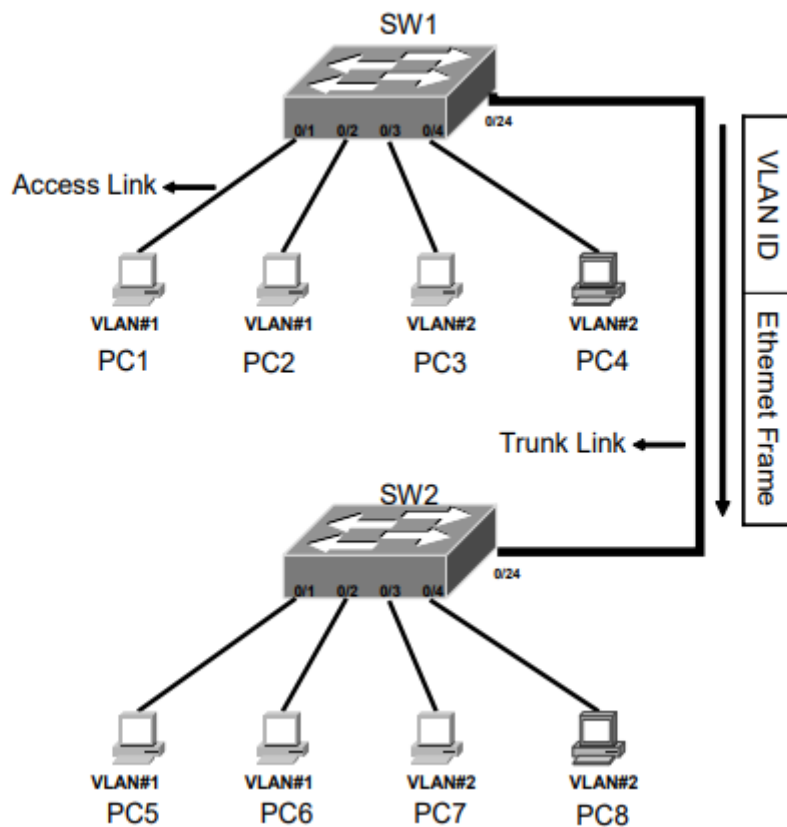 SW1
0/1 0/2 0/3 0/4
0/24
Access Link
VLAN ID
VLAN#1 VLAN#1 VLAN#2 VLAN#2
PC1 PC2 PC3 PC4
Ethernet Frame
Trunk Link
SW2
0/1 0/2 0/3 0/4
0/24
VLAN#1 VLAN#1 VLAN#2 VLAN#2
PC5 PC6 PC7 PC8